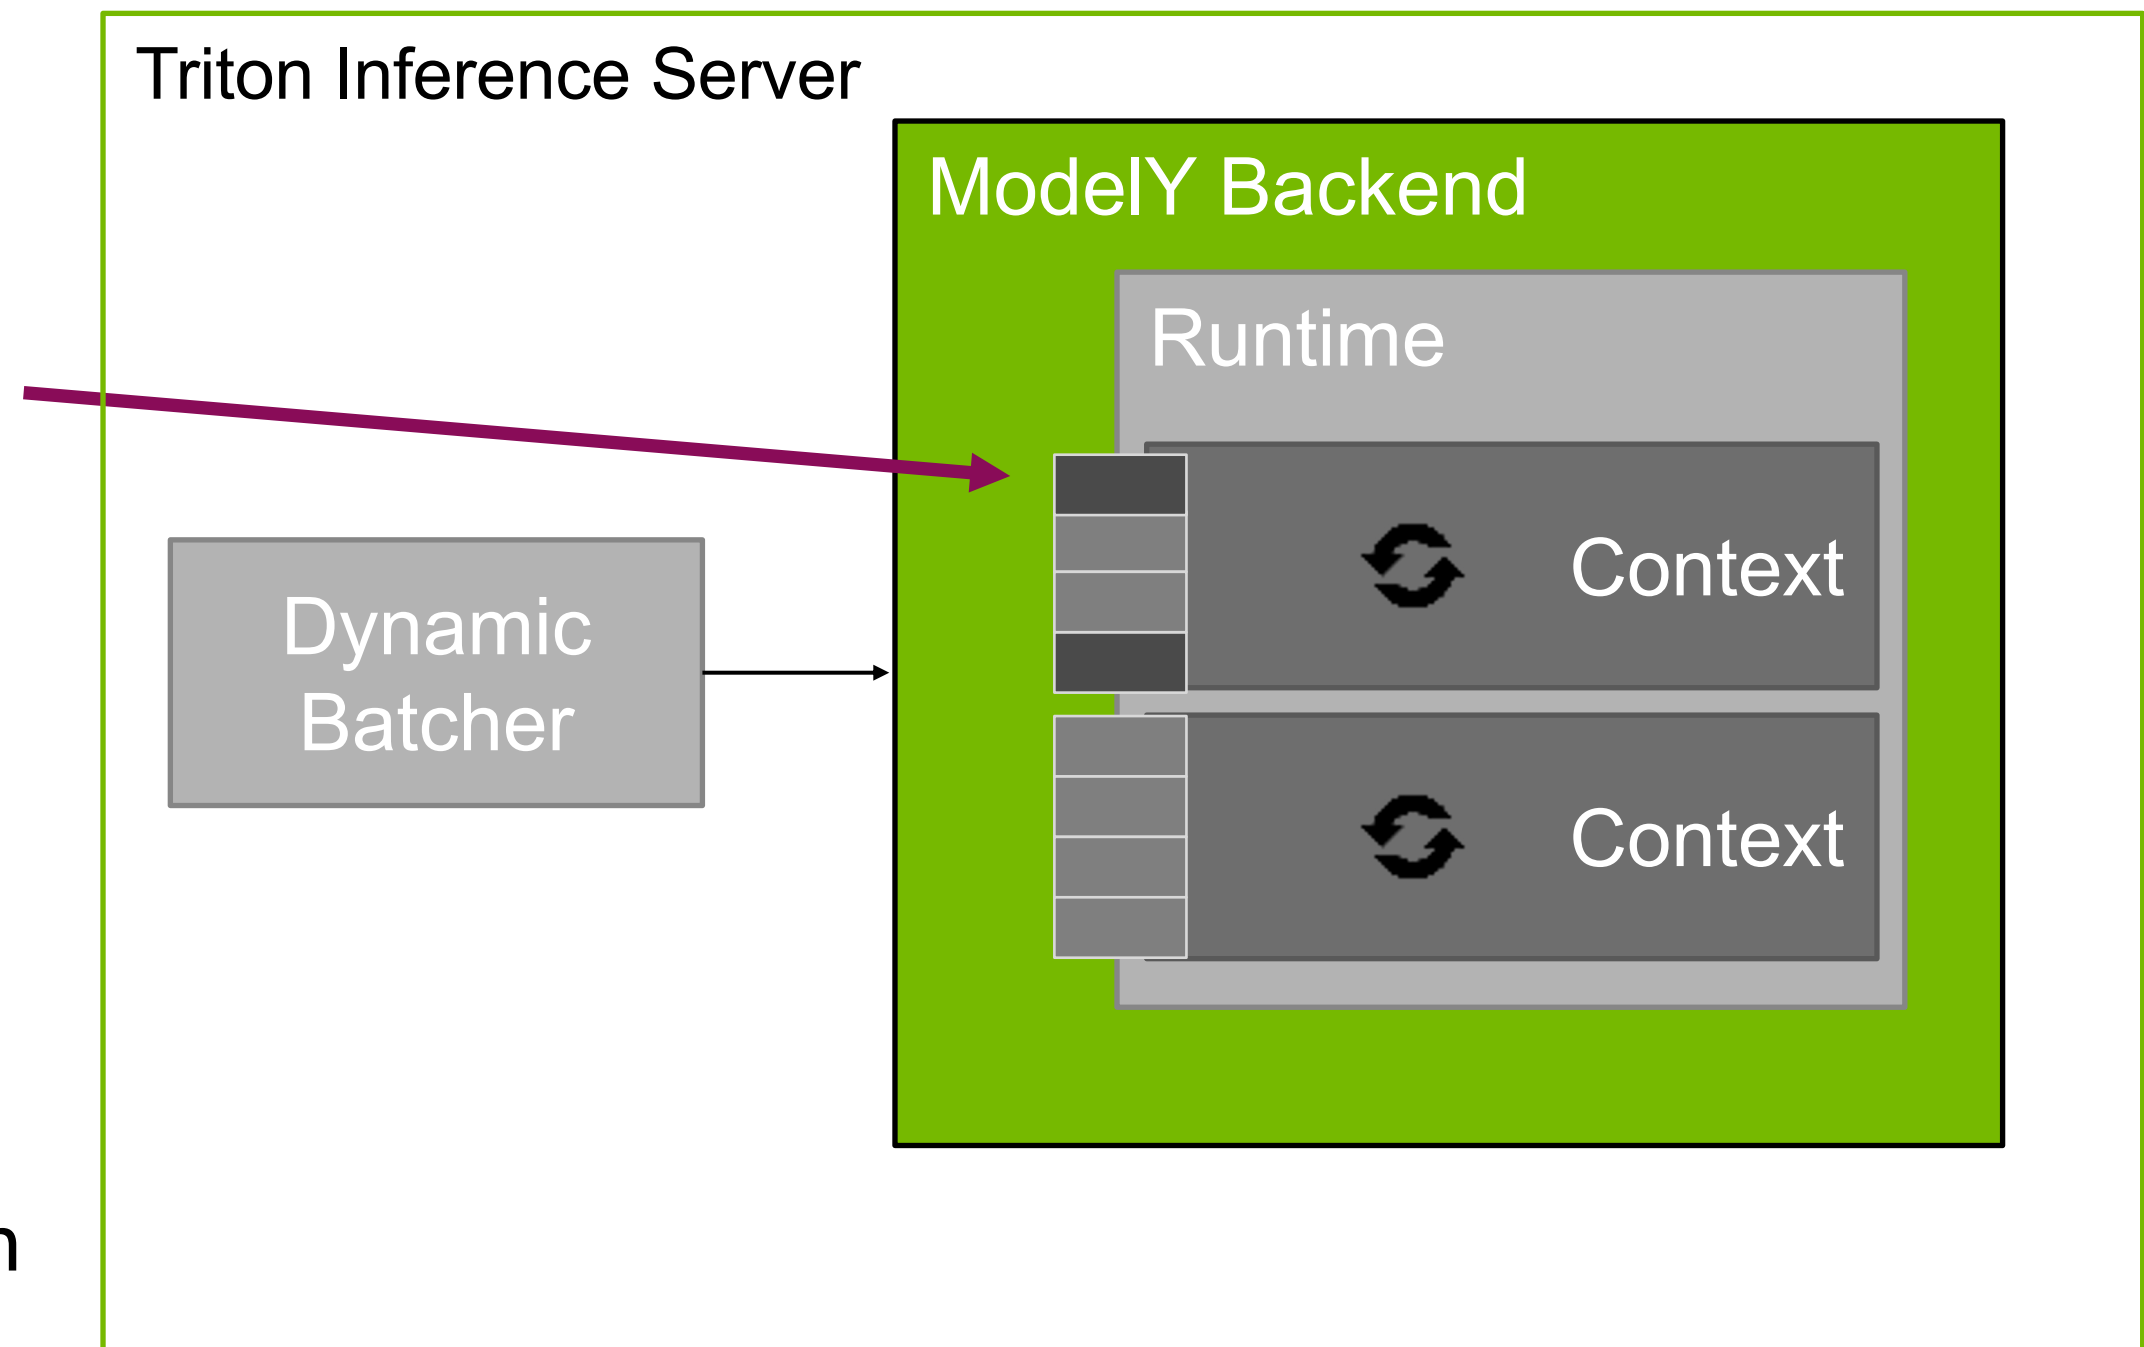 Triton Inference Server
ModelY Backend
Runtime
Context
Dynamic
Batcher
Context